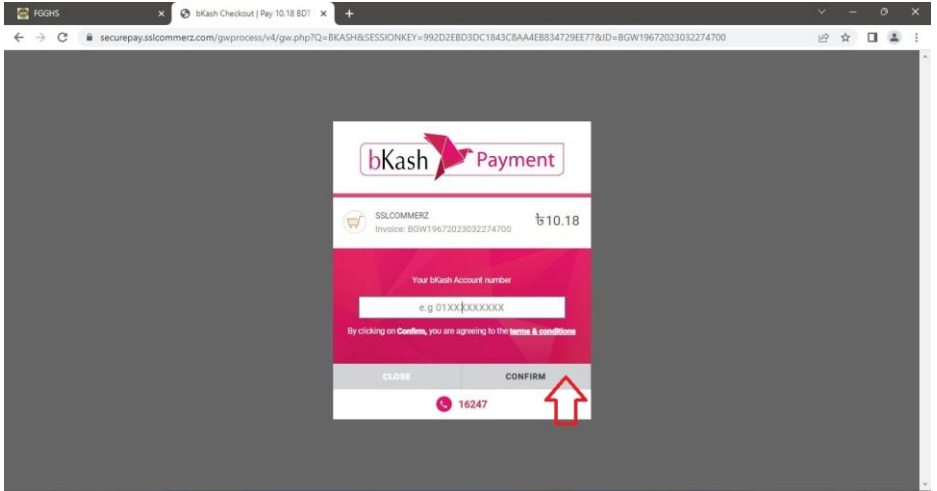 FGGHS
bKash Checkout | Pay 10.18 BDT
securepay.sslcommerz.com/gwprocess/v4/gw.php?Q=BKASH&SESSIONKEY=992D2EBD3DC1843C8AA4EB834729EE77&ID=BGW19672023032274700
bKash Payment
SSLCOMMERZ
Invoice: BGW19672023032274700
৳10.18
Your bKash Account number
e.g 01XXXXXXXXX
By clicking on Confirm, you are agreeing to the terms & conditions
CLOSE CONFIRM
16247